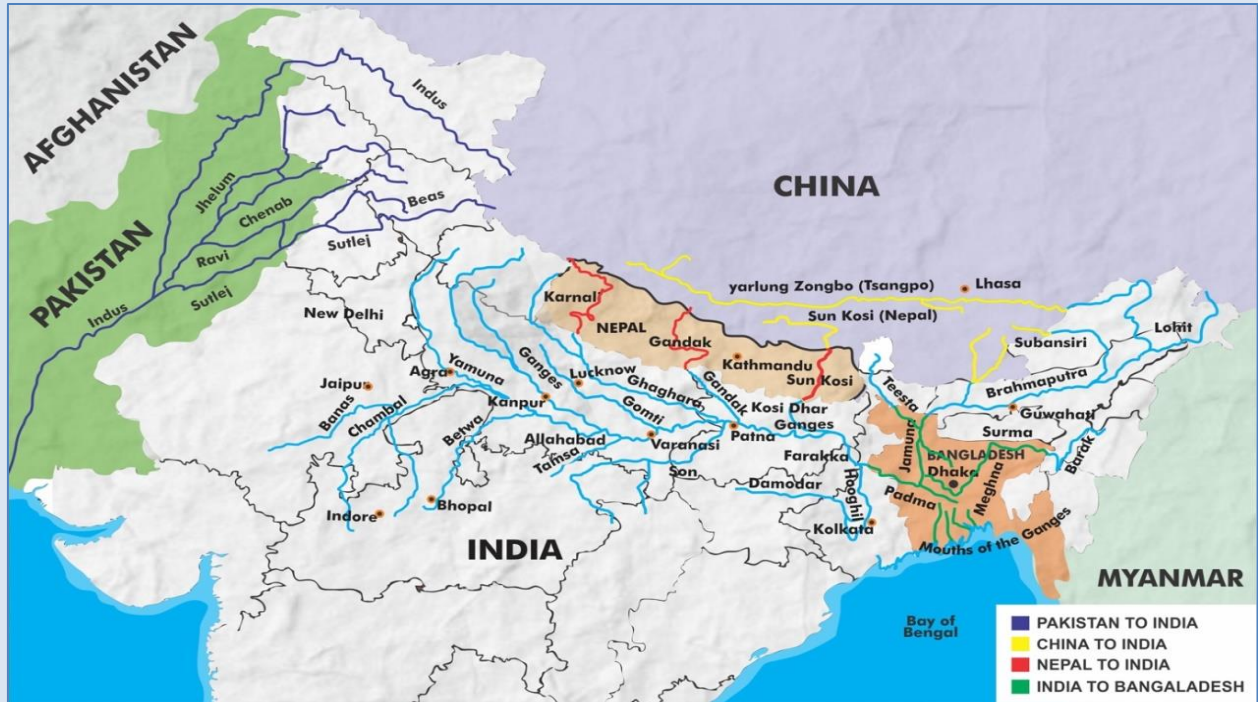 AFGHANISTAN
Indus
CHINA
PAKISTAN
Jhelum
Chenab
Beas
Ravi
Sutlej
Sutlej
Indus
New Delhi
Karnali
NEPAL
Gandak
Kathmandu
Sun Kosi
yarlung Zongbo (Tsangpo)
Lhasa
Sun Kosi (Nepal)
Subansiri
Lohit
Brahmaputra
Guwahati
Teesta
Jaipur
Agra
Yamuna
Ganges
Lucknow
Ghaghara
Gandak
Kosi Dhar
Ganges
Banas
Chambal
Kanpur
Gomti
Betwa
Allahabad
Varanasi
Patna
Tamsa
Son
Farakka
Damodar
Hooghil
Kolkata
Jamuna
BANGLADESH
Dhaka
Surma
Barak
Meghna
Padma
Mouths of the Ganges
Indore
Bhopal
INDIA
MYANMAR
Bay of
Bengal
PAKISTAN TO INDIA
CHINA TO INDIA
NEPAL TO INDIA
INDIA TO BANGALADESH